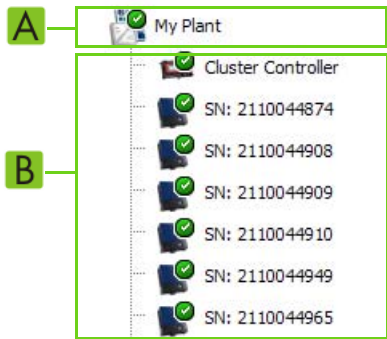 A
My Plant
B
Cluster Controller
SN: 2110044874
SN: 2110044908
SN: 2110044909
SN: 2110044910
SN: 2110044949
SN: 2110044965